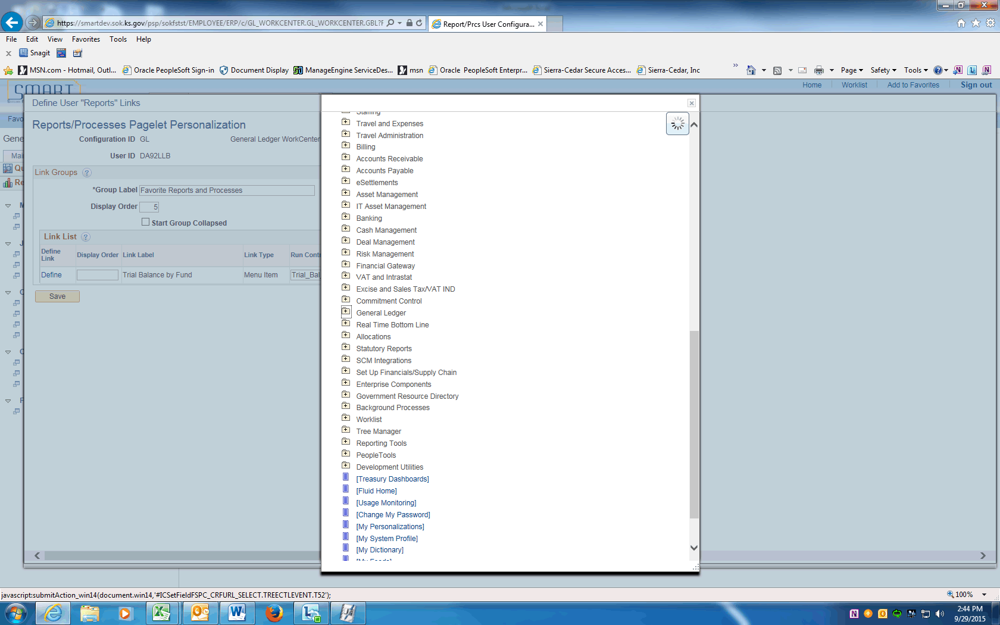 https://smartdev.sok.ks.gov/psp/sokfstst/EMPLOYEE/ERP/c/GL_WORKCENTER.GL_WORKCENTER.GBL?F
Report/Prcs User Configura...
File Edit View Favorites Tools Help
x Snagit
MSN.com - Hotmail, Outl... Oracle PeopleSoft Sign-in Document Display ManageEngine ServiceDes... msn Oracle PeopleSoft Enterpr... Sierra-Cedar Secure Acces... Sierra-Cedar, Inc » Page Safety Tools
SMART
Home Worklist Add to Favorites Sign out
Favo
Gene
Mai
Qu
Re
M
J
C
C
F
Define User "Reports" Links
Reports/Processes Pagelet Personalization
Configuration ID GL General Ledger WorkCenter
User ID DA92LLB
Link Groups ?
*Group Label Favorite Reports and Processes
Display Order 5
Start Group Collapsed
Link List ?
Define Link Display Order Link Label Link Type Run Contr
Define Trial Balance by Fund Menu Item Trial_Bal
Save
Staffing
Travel and Expenses
Travel Administration
Billing
Accounts Receivable
Accounts Payable
eSettlements
Asset Management
IT Asset Management
Banking
Cash Management
Deal Management
Risk Management
Financial Gateway
VAT and Intrastat
Excise and Sales Tax/VAT IND
Commitment Control
General Ledger
Real Time Bottom Line
Allocations
Statutory Reports
SCM Integrations
Set Up Financials/Supply Chain
Enterprise Components
Government Resource Directory
Background Processes
Worklist
Tree Manager
Reporting Tools
PeopleTools
Development Utilities
[Treasury Dashboards]
[Fluid Home]
[Usage Monitoring]
[Change My Password]
[My Personalizations]
[My System Profile]
[My Dictionary]
[My Feeds]
javascript:submitAction_win14(document.win14,'#ICSetFieldFSPC_CRFURL_SELECT.TREECTLEVENT.T52');
100%
2:44 PM
9/29/2015